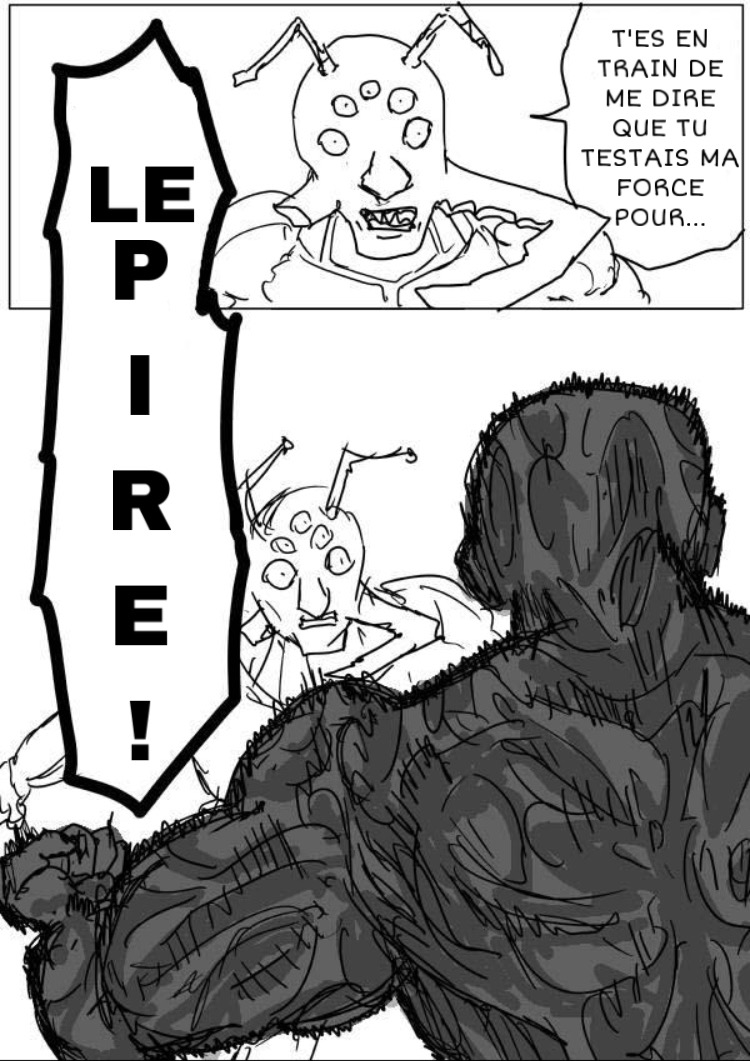 T'ES EN
TRAIN DE
ME DIRE
QUE TU
TESTAIS MA
FORCE
POUR...
LE
P
I
R
E
!